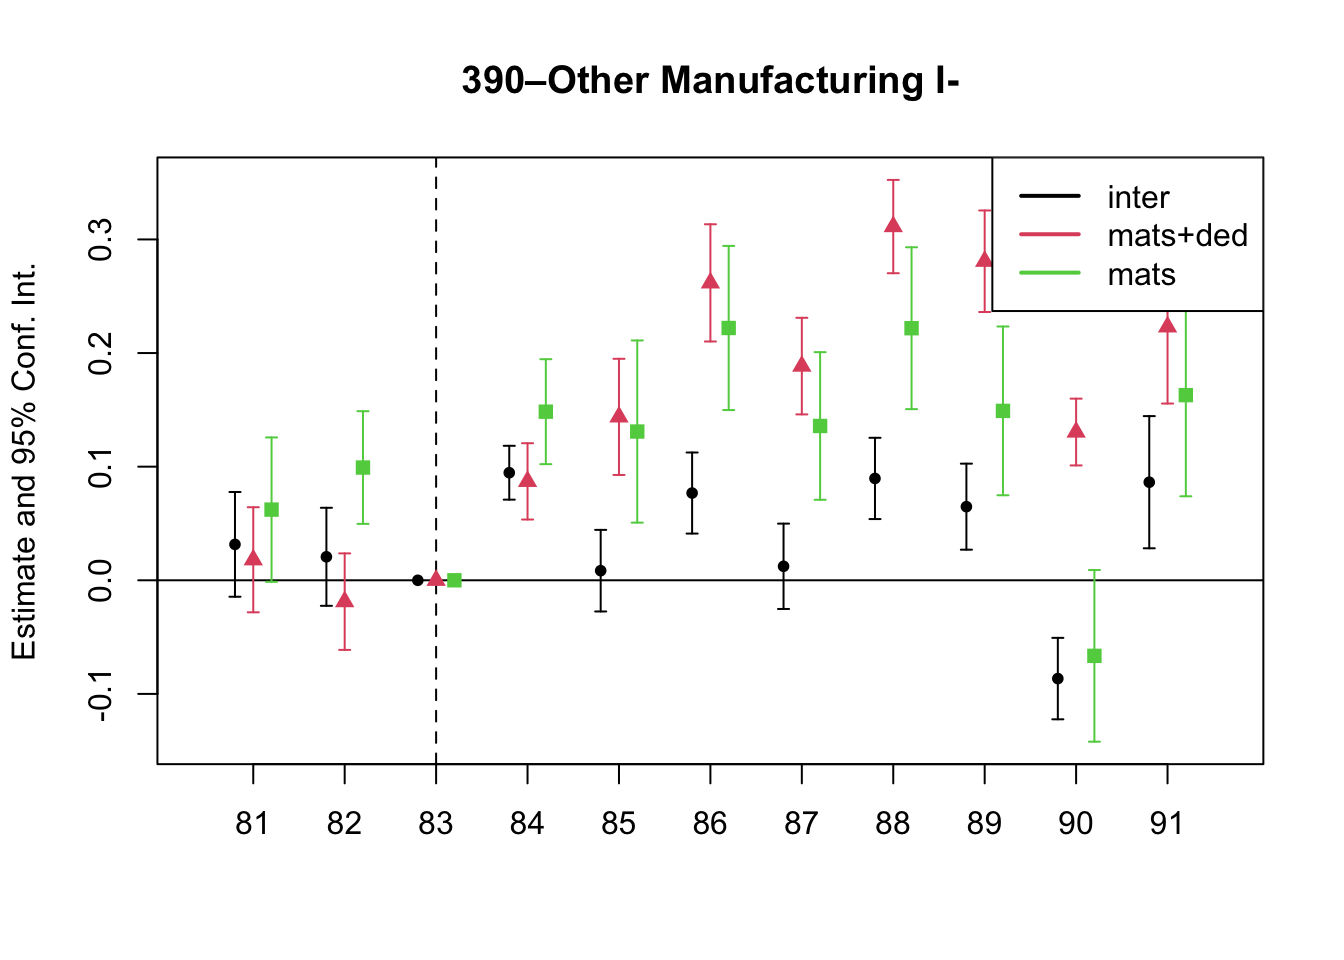 390–Other Manufacturing I-
Estimate and 95% Conf. Int.
0.3
0.2
0.1
0.0
-0.1
inter
mats+ded
mats
81 82 83 84 85 86 87 88 89 90 91